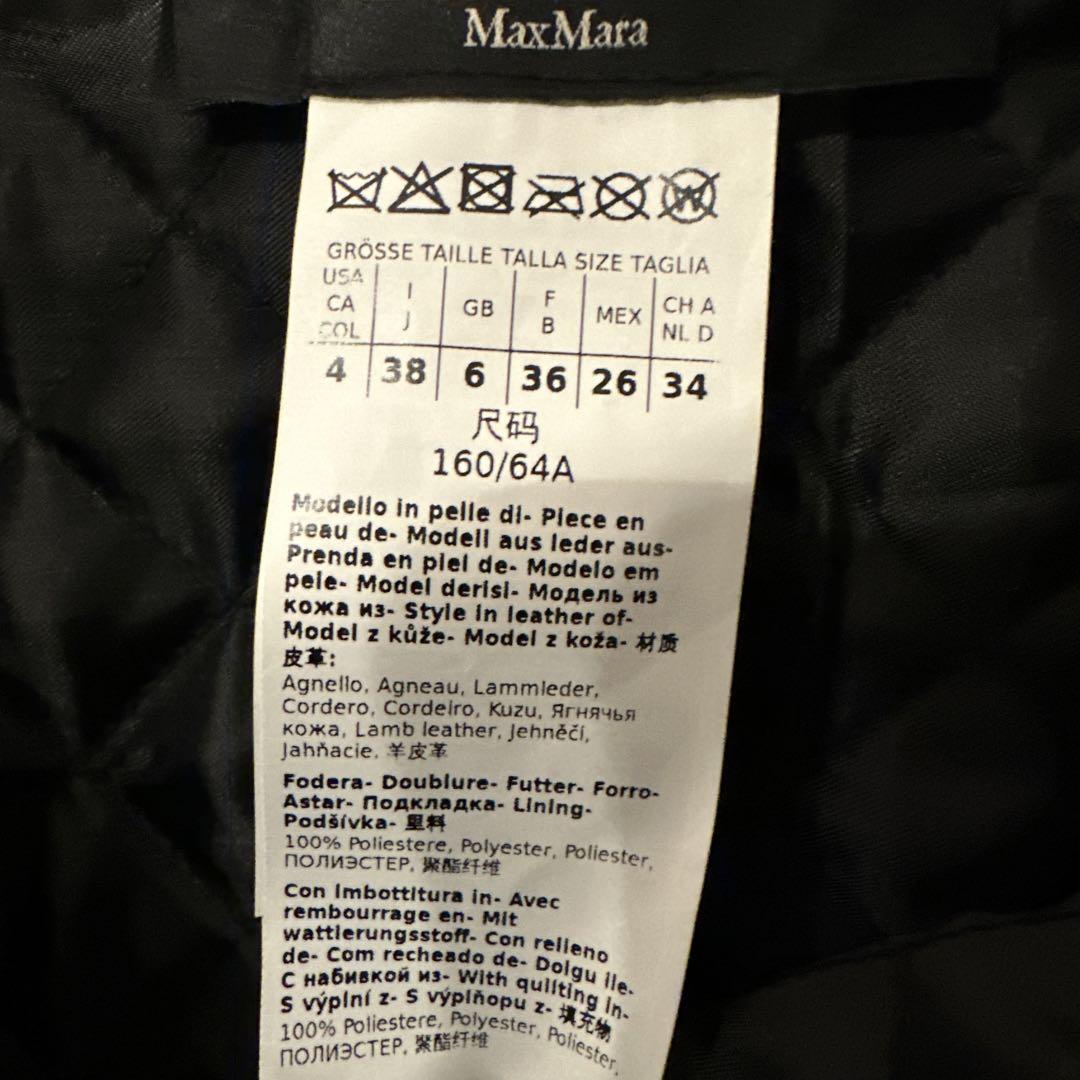 MaxMara
GRÖSSE TAILLE TALLA SIZE TAGLIA
USA CA COL
I J
GB
F B
MEX
CH A NL D
4 38 6 36 26 34
尺码
160/64A
Modello in pelle di- Piece en
peau de- Modell aus leder aus-
Prenda en piel de- Modelo em
pele- Model derisi- Модель из
кожа из- Style in leather of-
Model z kůže- Model z koža- 材质
皮革:
Agnello, Agneau, Lammleder,
Cordero, Cordeiro, Kuzu, Ягнячья
кожа, Lamb leather, Jehněčí,
Jahňacie, 羊皮革
Fodera- Doublure- Futter- Forro-
Astar- Подкладка- Lining-
Podšívka- 里料
100% Poliestere, Polyester, Poliester,
ПОЛИЭСТЕР, 聚酯纤维
Con imbottitura in- Avec
rembourrage en- Mit
wattierungsstoff- Con relleno
de- Com recheado de- Dolgu ile-
С набивкой из- With quilting in-
S výplní z- S výplňopu z- 填充物
100% Poliestere, Polyester, Poliester,
ПОЛИЭСТЕР, 聚酯纤维